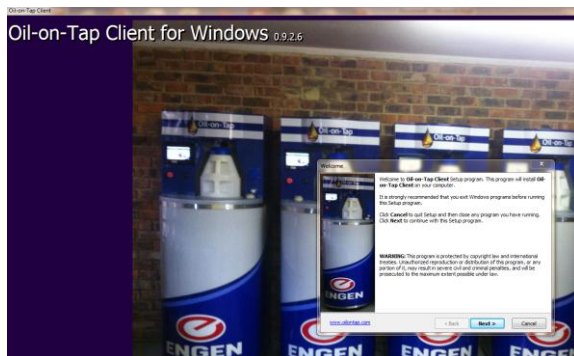 Oil-on-Tap Client
Oil-on-Tap Client for Windows 0.9.2.6
Oil-on-Tap
Oil-on-Tap
Oil-on-Tap
Oil-on-Tap
Welcome
X
Welcome to Oil-on-Tap Client Setup program. This program will install Oil-
on-Tap Client on your computer.
It is strongly recommended that you exit Windows programs before running
this Setup program.
Click Cancel to quit Setup and then close any program you have running.
Click Next to continue with this Setup program.
WARNING: This program is protected by copyright law and international
treaties. Unauthorized reproduction or distribution of this program, or any
portion of it, may result in severe civil and criminal penalties, and will be
prosecuted to the maximum extent possible under law.
ENGEN
www.oilontap.com
< Back
Next >
Cancel
ENGEN
ENGEN
ENGEN
ENGEN